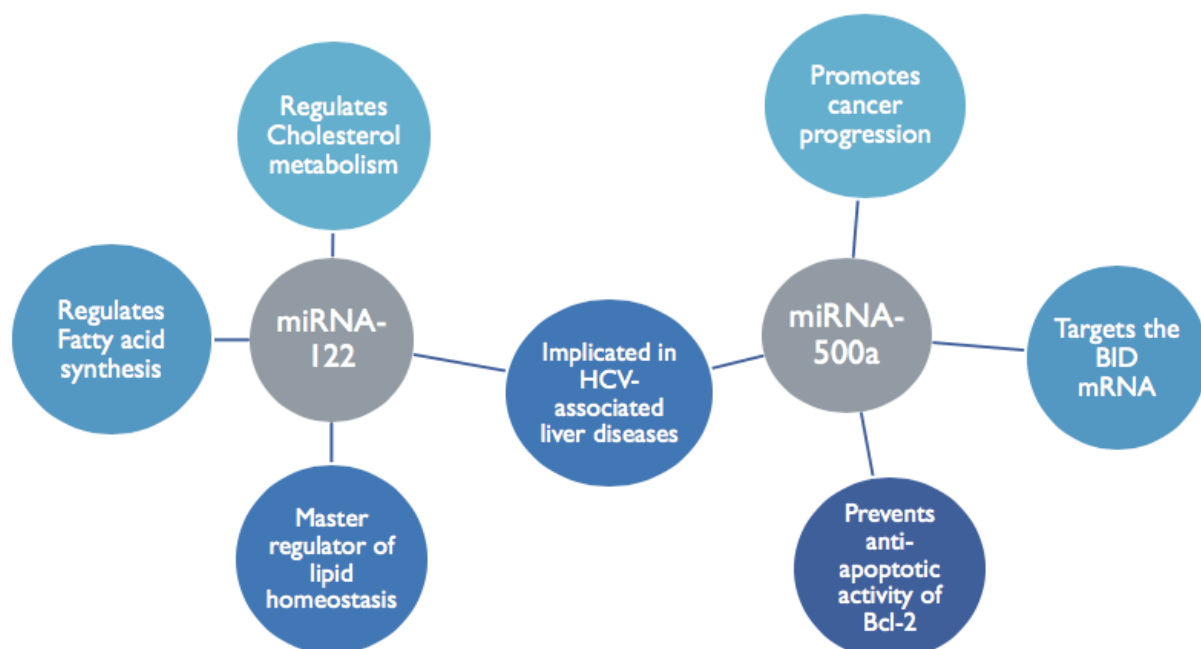 Regulates
Cholesterol
metabolism
Promotes
cancer
progression
Regulates
Fatty acid
synthesis
miRNA-
122
Implicated in
HCV-
associated
liver diseases
miRNA-
500a
Targets the
BID
mRNA
Master
regulator of
lipid
homeostasis
Prevents
anti-
apoptotic
activity of
Bcl-2